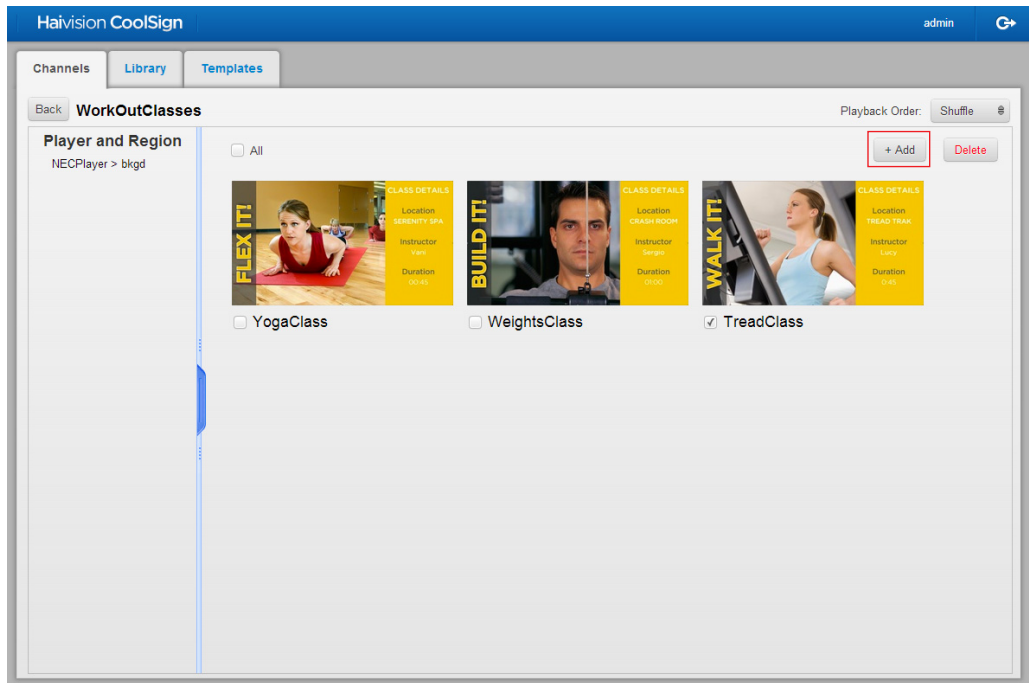 Haivision CoolSign
admin
Channels
Library
Templates
Back
WorkOutClasses
Playback Order:
Shuffle
Player and Region
NECPlayer > bkgd
All
+ Add
Delete
FLEX IT!
CLASS DETAILS
Location
SERENITY SPA
Instructor
Vani
Duration
00:45
BUILD IT!
CLASS DETAILS
Location
CRASH ROOM
Instructor
Sergio
Duration
01:00
WALK IT!
CLASS DETAILS
Location
TREAD TRAK
Instructor
Lucy
Duration
0:45
YogaClass
WeightsClass
TreadClass